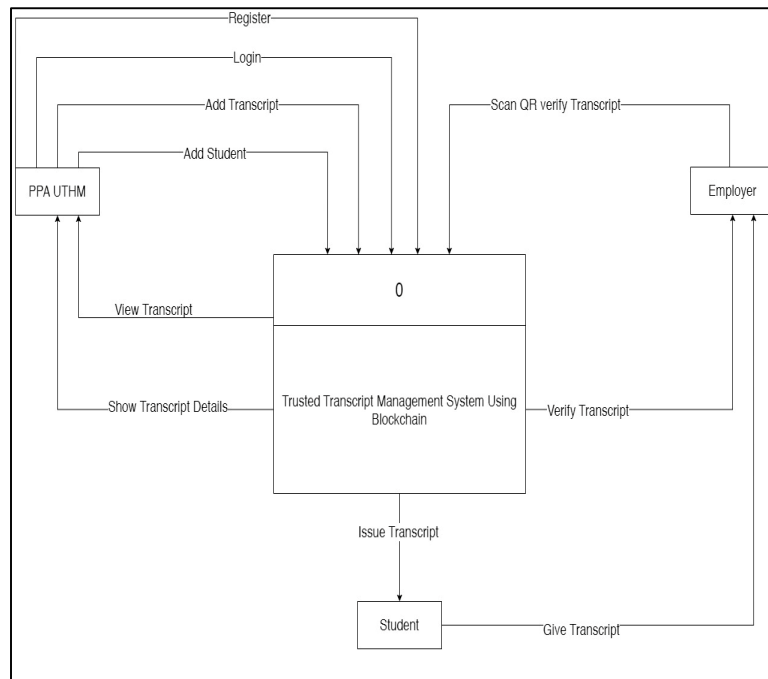 Register
Login
Add Transcript
Scan QR verify Transcript
Add Student
PPA UTHM
Employer
0
View Transcript
Trusted Transcript Management System Using
Blockchain
Show Transcript Details
Verify Transcript
Issue Transcript
Student
Give Transcript